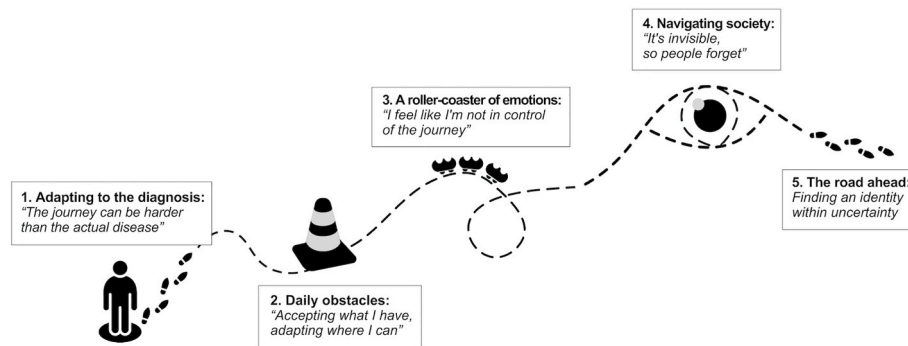 1. Adapting to the diagnosis:
“The journey can be harder
than the actual disease”
2. Daily obstacles:
“Accepting what I have,
adapting where I can”
3. A roller-coaster of emotions:
“I feel like I'm not in control
of the journey”
4. Navigating society:
“It's invisible,
so people forget”
5. The road ahead:
Finding an identity
within uncertainty